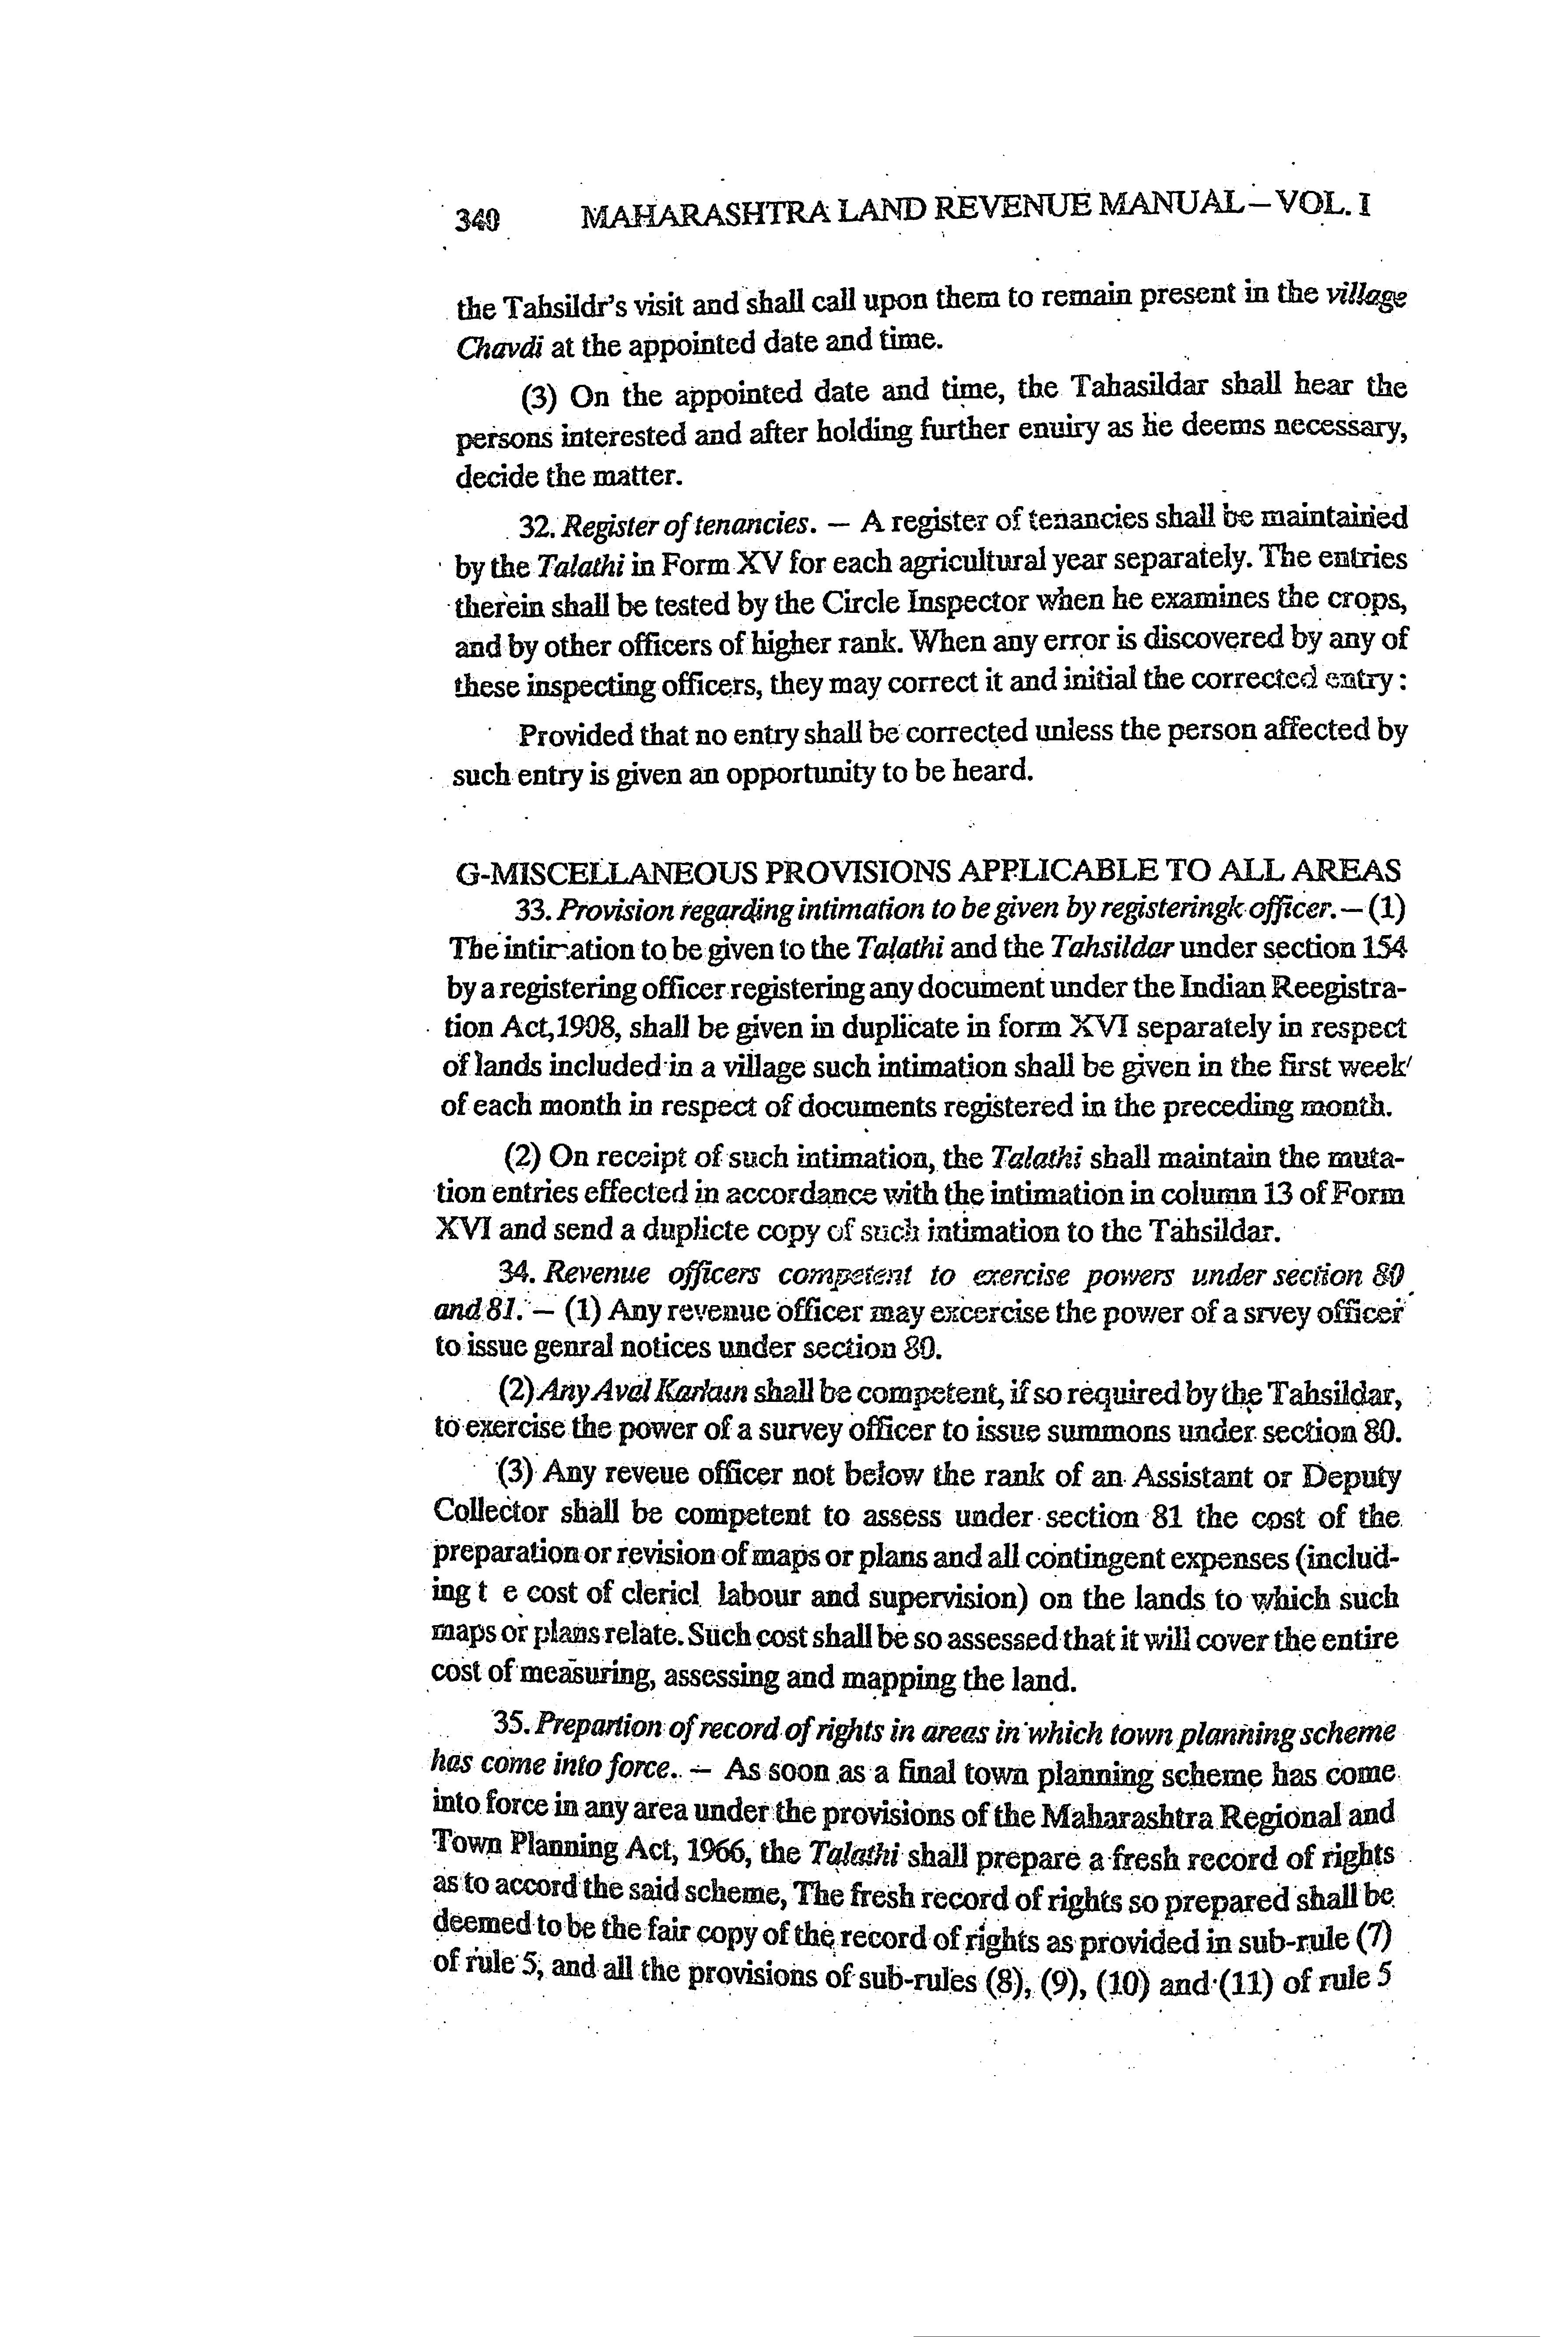 340 MAHARASHTRA LAND REVENUE MANUAL – VOL. I
the Tahsildr's visit and shall call upon them to remain present in the village
Chavdi at the appointed date and time.
(3) On the appointed date and time, the Tahasildar shall hear the
persons interested and after holding further enuiry as he deems necessary,
decide the matter.
32. Register of tenancies. – A register of tenancies shall be maintained
by the Talathi in Form XV for each agricultural year separately. The entries
therein shall be tested by the Circle Inspector when he examines the crops,
and by other officers of higher rank. When any error is discovered by any of
these inspecting officers, they may correct it and initial the corrected entry :
Provided that no entry shall be corrected unless the person affected by
such entry is given an opportunity to be heard.
G-MISCELLANEOUS PROVISIONS APPLICABLE TO ALL AREAS
33. Provision regarding intimation to be given by registeringk officer. – (1)
The intimation to be given to the Talathi and the Tahsildar under section 154
by a registering officer registering any document under the Indian Reegistra-
tion Act,1908, shall be given in duplicate in form XVI separately in respect
of lands included in a village such intimation shall be given in the first week
of each month in respect of documents registered in the preceding month.
(2) On receipt of such intimation, the Talathi shall maintain the muta-
tion entries effected in accordance with the intimation in column 13 of Form
XVI and send a duplicte copy of such intimation to the Tahsildar.
34. Revenue officers competent to exercise powers under section 80
and 81. – (1) Any revenue officer may excercise the power of a srvey officer
to issue genral notices under section 80.
(2) Any Aval Karkun shall be competent, if so required by the Tahsildar,
to exercise the power of a survey officer to issue summons under section 80.
(3) Any reveue officer not below the rank of an Assistant or Deputy
Collector shall be competent to assess under section 81 the cost of the
preparation or revision of maps or plans and all contingent expenses (includ-
ing t e cost of clericl labour and supervision) on the lands to which such
maps or plans relate. Such cost shall be so assessed that it will cover the entire
cost of measuring, assessing and mapping the land.
35. Prepartion of record of rights in areas in which town planning scheme
has come into force. – As soon as a final town planning scheme has come
into force in any area under the provisions of the Maharashtra Regional and
Town Planning Act, 1966, the Talathi shall prepare a fresh record of rights
as to accord the said scheme, The fresh record of rights so prepared shall be
deemed to be the fair copy of the record of rights as provided in sub-rule (7)
of rule 5, and all the provisions of sub-rules (8), (9), (10) and (11) of rule 5